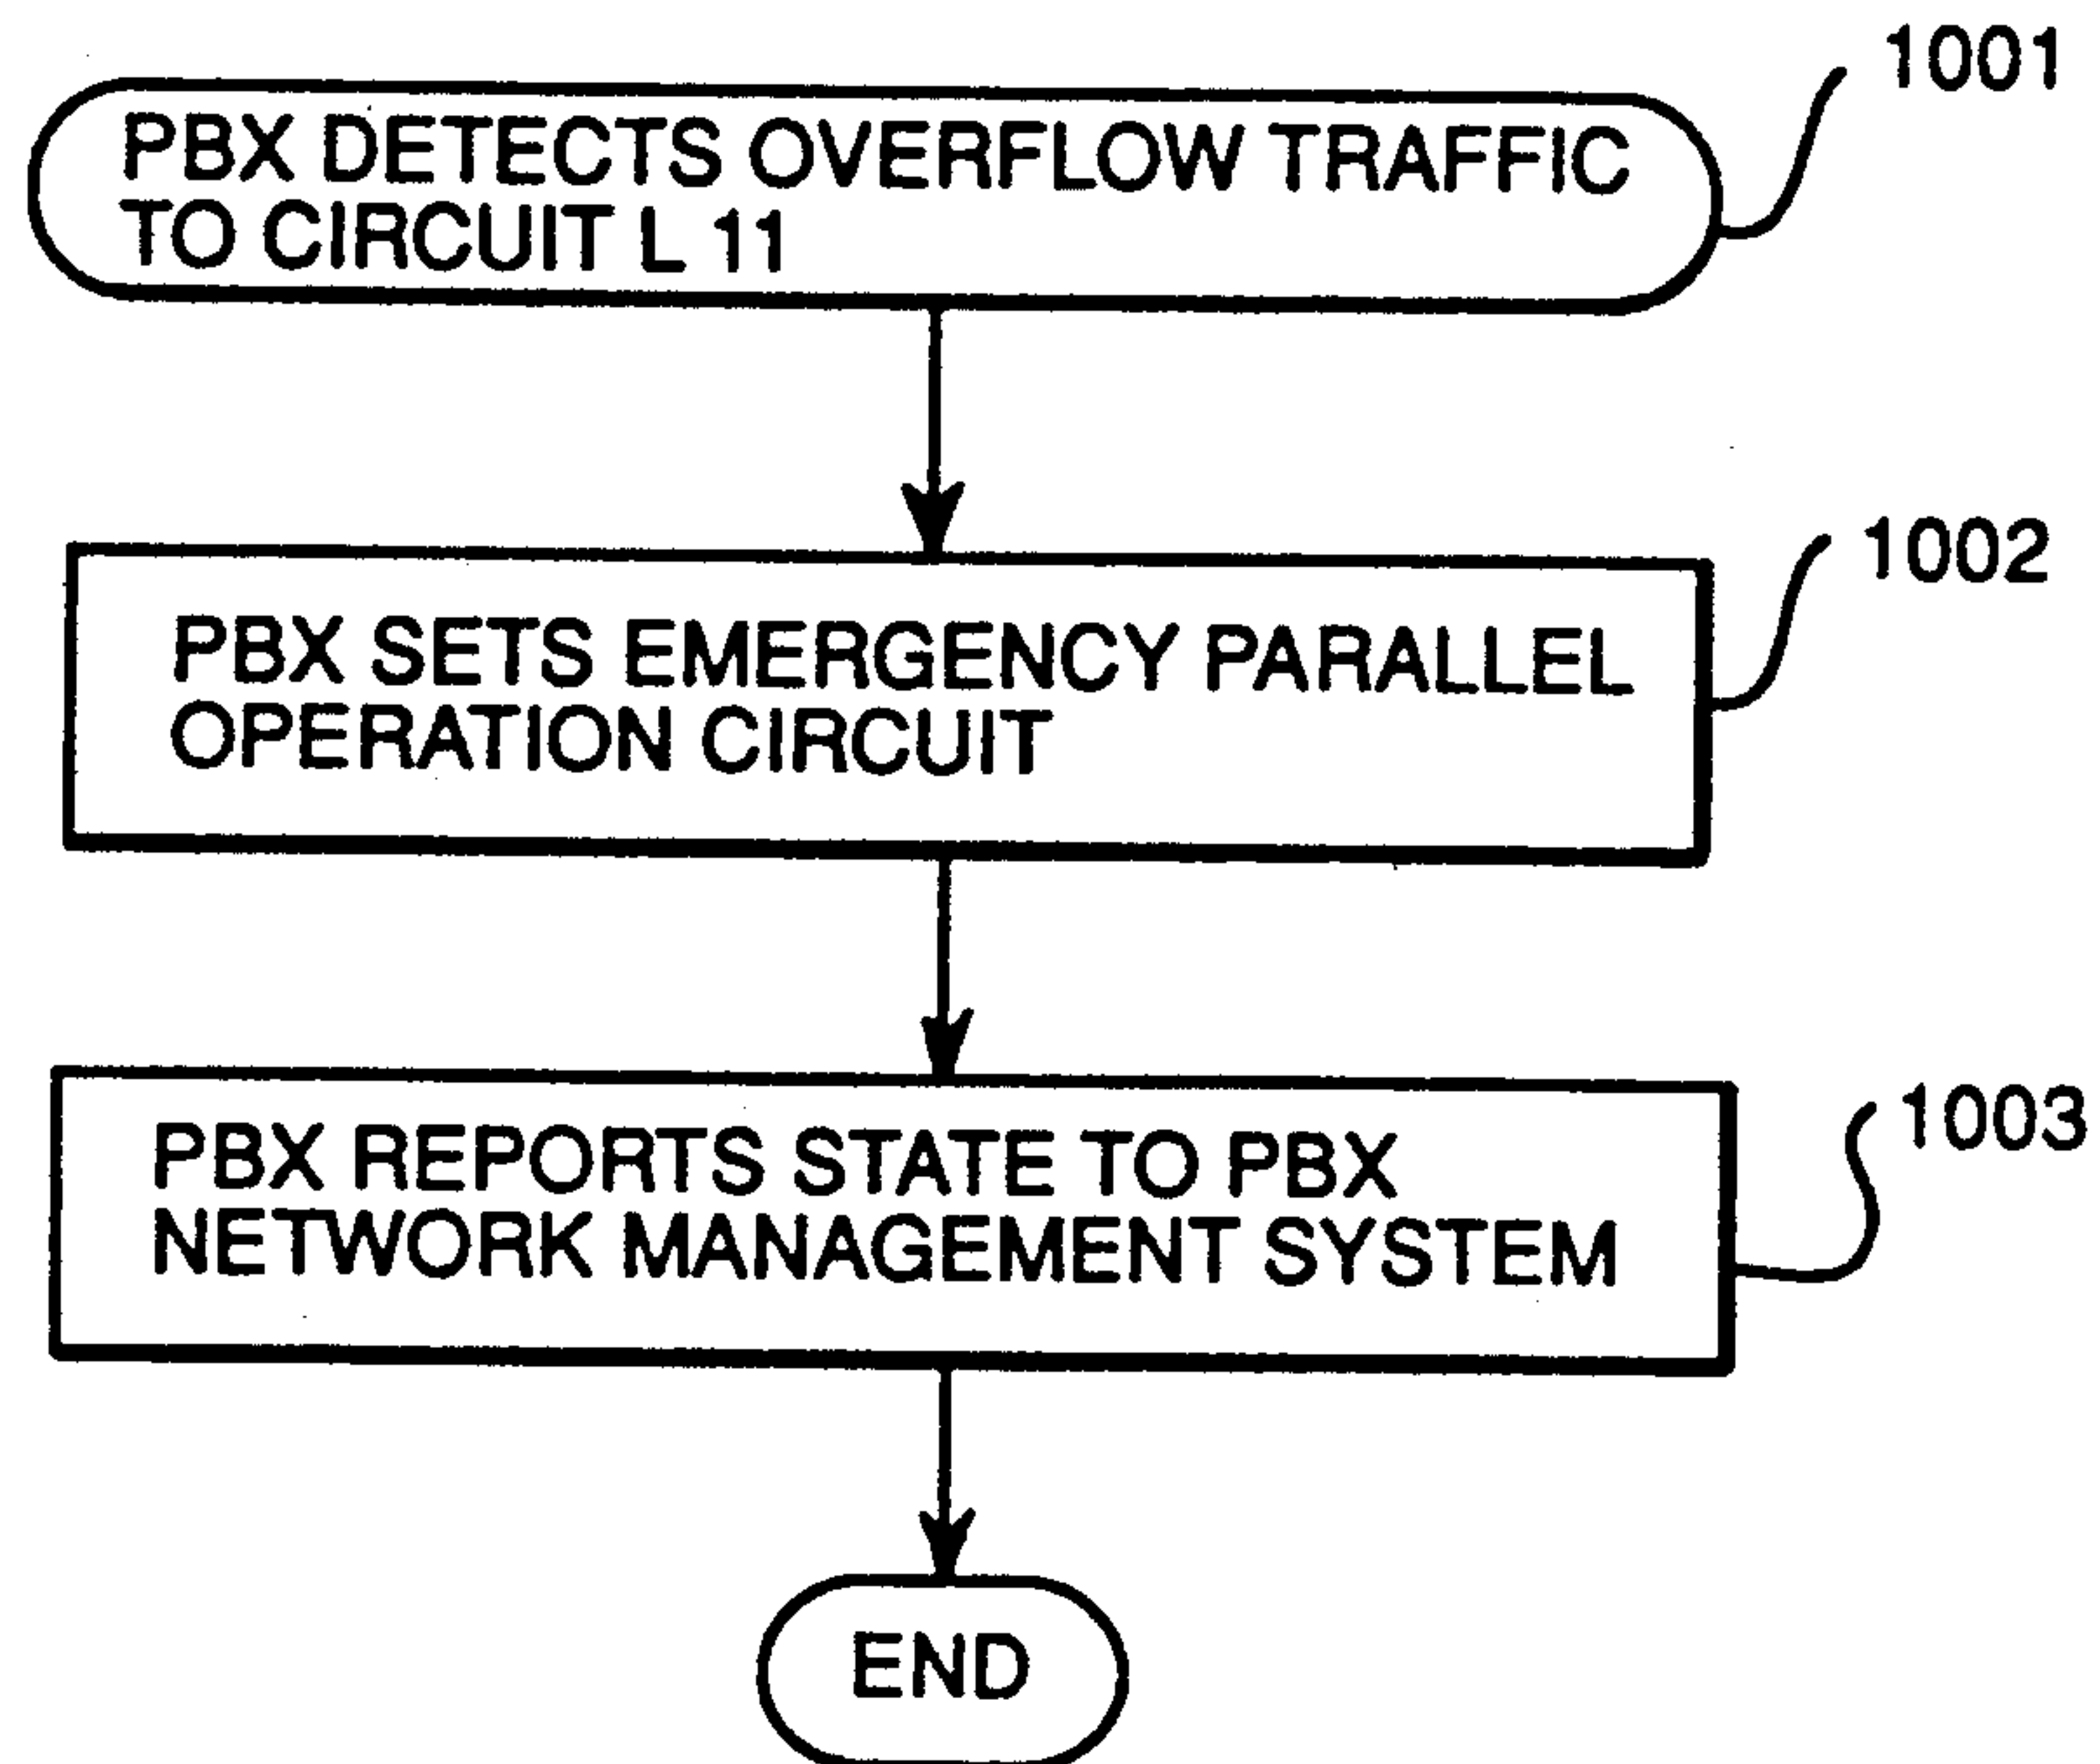 1001
PBX DETECTS OVERFLOW TRAFFIC
TO CIRCUIT L 11
1002
PBX SETS EMERGENCY PARALLEL
OPERATION CIRCUIT
1003
PBX REPORTS STATE TO PBX
NETWORK MANAGEMENT SYSTEM
END